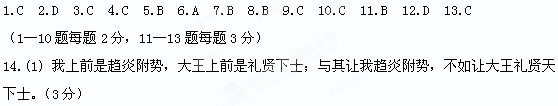 1.C 2.D 3.C 4.C 5.B 6.A 7.B 8.B 9.C 10.C 11.B 12.D 13.C
（1—10题每题2分，11—13题每题3分）
14.(1) 我上前是趋炎附势，大王上前是礼贤下士；与其让我趋炎附势，不如让大王礼贤天
下士。（3分）